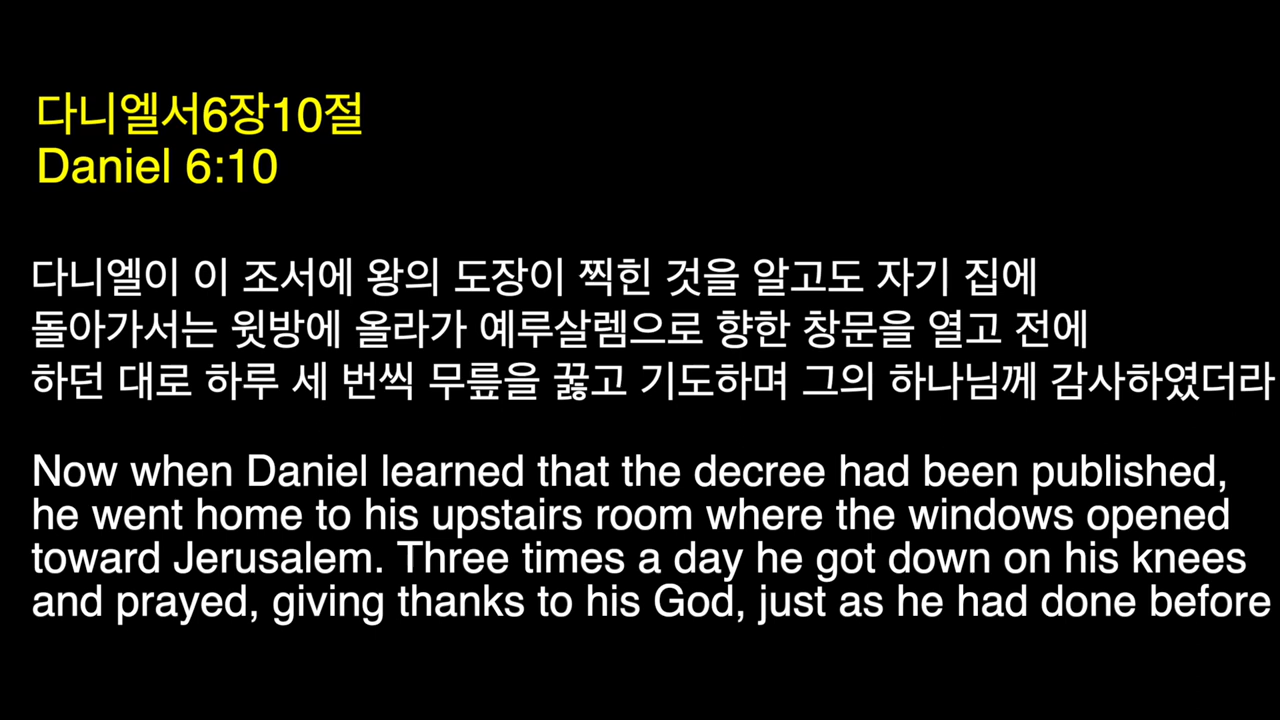 다니엘서6장10절
Daniel 6:10
다니엘이 이 조서에 왕의 도장이 찍힌 것을 알고도 자기 집에
돌아가서는 윗방에 올라가 예루살렘으로 향한 창문을 열고 전에
하던 대로 하루 세 번씩 무릎을 꿇고 기도하며 그의 하나님께 감사하였더라
Now when Daniel learned that the decree had been published,
he went home to his upstairs room where the windows opened
toward Jerusalem. Three times a day he got down on his knees
and prayed, giving thanks to his God, just as he had done before